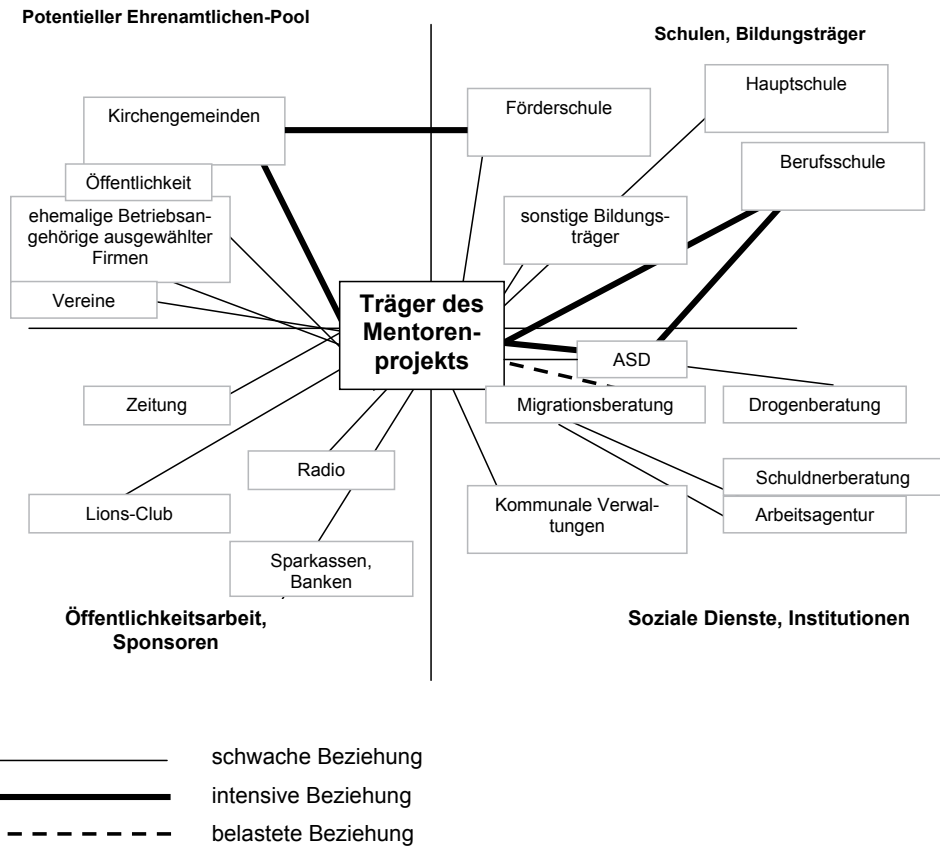 Potentieller Ehrenamtlichen-Pool
Schulen, Bildungsträger
Kirchengemeinden
Förderschule
Hauptschule
Öffentlichkeit
Berufsschule
ehemalige Betriebsan-
gehörige ausgewählter
Firmen
sonstige Bildungs-
träger
Vereine
Träger des
Mentoren-
projekts
ASD
Zeitung
Migrationsberatung
Drogenberatung
Radio
Schuldnerberatung
Lions-Club
Kommunale Verwal-
tungen
Arbeitsagentur
Sparkassen,
Banken
Öffentlichkeitsarbeit,
Sponsoren
Soziale Dienste, Institutionen
schwache Beziehung
intensive Beziehung
belastete Beziehung